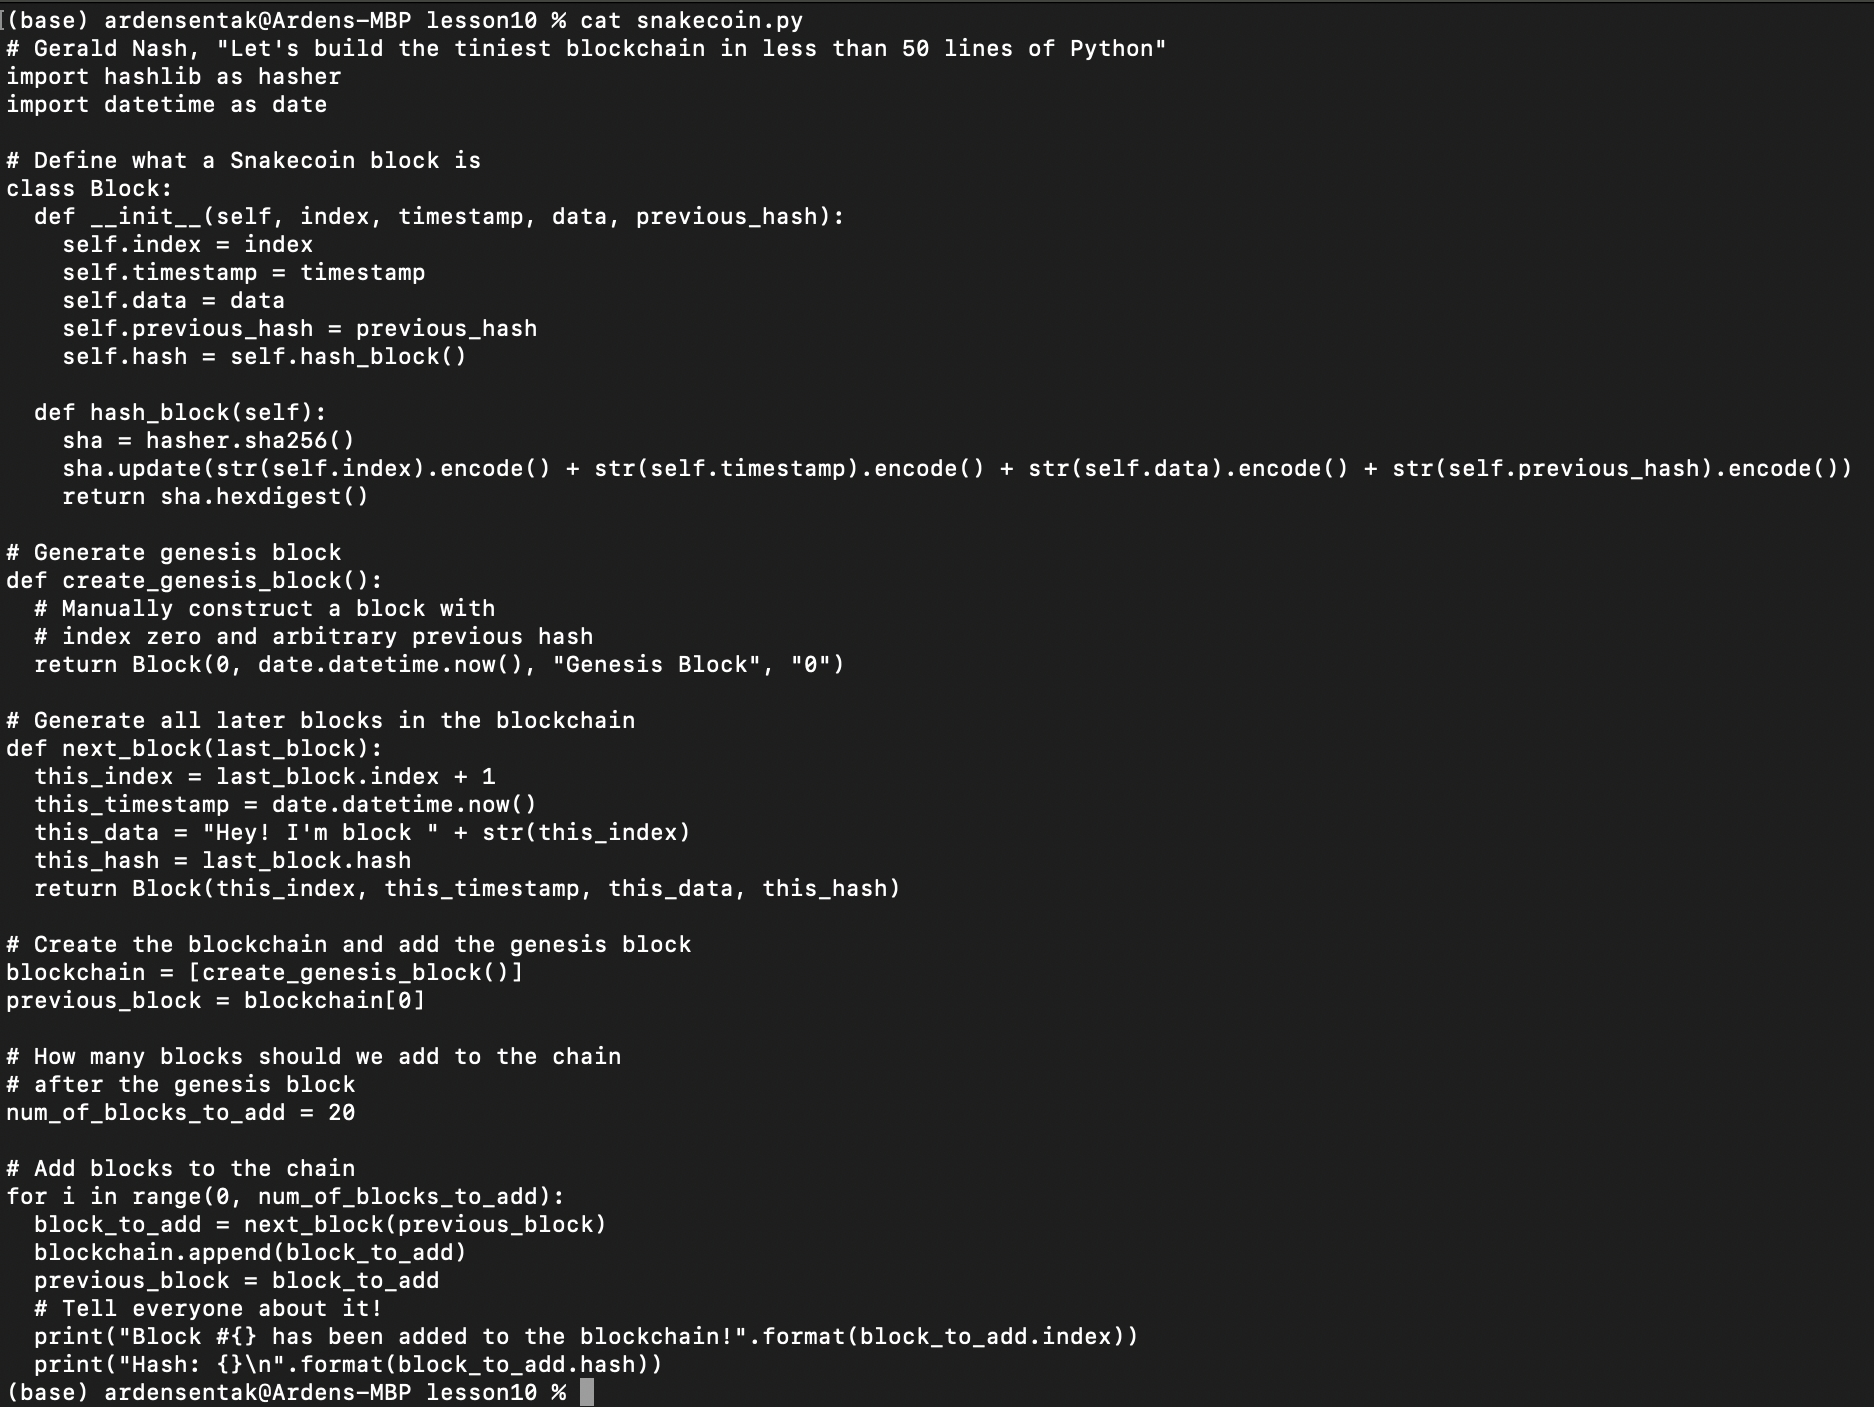 (base) ardensentak@Ardens-MBP lesson10 % cat snakecoin.py
# Gerald Nash, "Let's build the tiniest blockchain in less than 50 lines of Python"
import hashlib as hasher
import datetime as date

# Define what a Snakecoin block is
class Block:
  def __init__(self, index, timestamp, data, previous_hash):
    self.index = index
    self.timestamp = timestamp
    self.data = data
    self.previous_hash = previous_hash
    self.hash = self.hash_block()

  def hash_block(self):
    sha = hasher.sha256()
    sha.update(str(self.index).encode() + str(self.timestamp).encode() + str(self.data).encode() + str(self.previous_hash).encode())
    return sha.hexdigest()

# Generate genesis block
def create_genesis_block():
  # Manually construct a block with
  # index zero and arbitrary previous hash
  return Block(0, date.datetime.now(), "Genesis Block", "0")

# Generate all later blocks in the blockchain
def next_block(last_block):
  this_index = last_block.index + 1
  this_timestamp = date.datetime.now()
  this_data = "Hey! I'm block " + str(this_index)
  this_hash = last_block.hash
  return Block(this_index, this_timestamp, this_data, this_hash)

# Create the blockchain and add the genesis block
blockchain = [create_genesis_block()]
previous_block = blockchain[0]

# How many blocks should we add to the chain
# after the genesis block
num_of_blocks_to_add = 20

# Add blocks to the chain
for i in range(0, num_of_blocks_to_add):
  block_to_add = next_block(previous_block)
  blockchain.append(block_to_add)
  previous_block = block_to_add
  # Tell everyone about it!
  print("Block #{} has been added to the blockchain!".format(block_to_add.index))
  print("Hash: {}\n".format(block_to_add.hash))
(base) ardensentak@Ardens-MBP lesson10 %